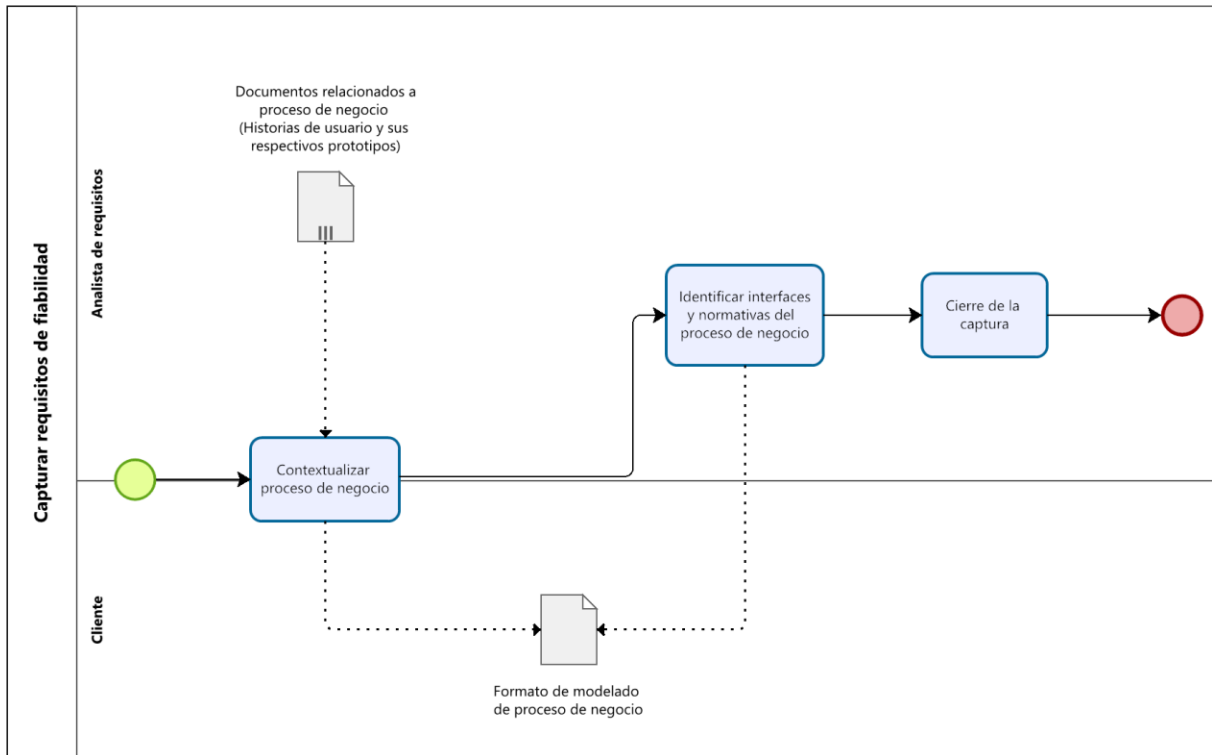 Capturar requisitos de fiabilidad
Analista de requisitos
Documentos relacionados a
proceso de negocio
(Historias de usuario y sus
respectivos prototipos)
Identificar interfaces
y normativas del
proceso de negocio
Cierre de la
captura
Contextualizar
proceso de negocio
Cliente
Formato de modelado
de proceso de negocio